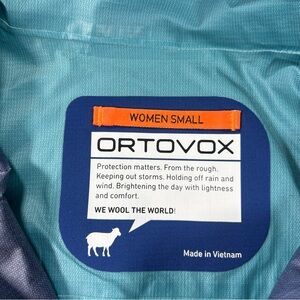 WOMEN SMALL
ORTOVOX
Protection matters. From the rough.
Keeping out storms. Holding off rain and
wind. Brightening the day with lightness
and comfort.
WE WOOL THE WORLD!
Made in Vietnam